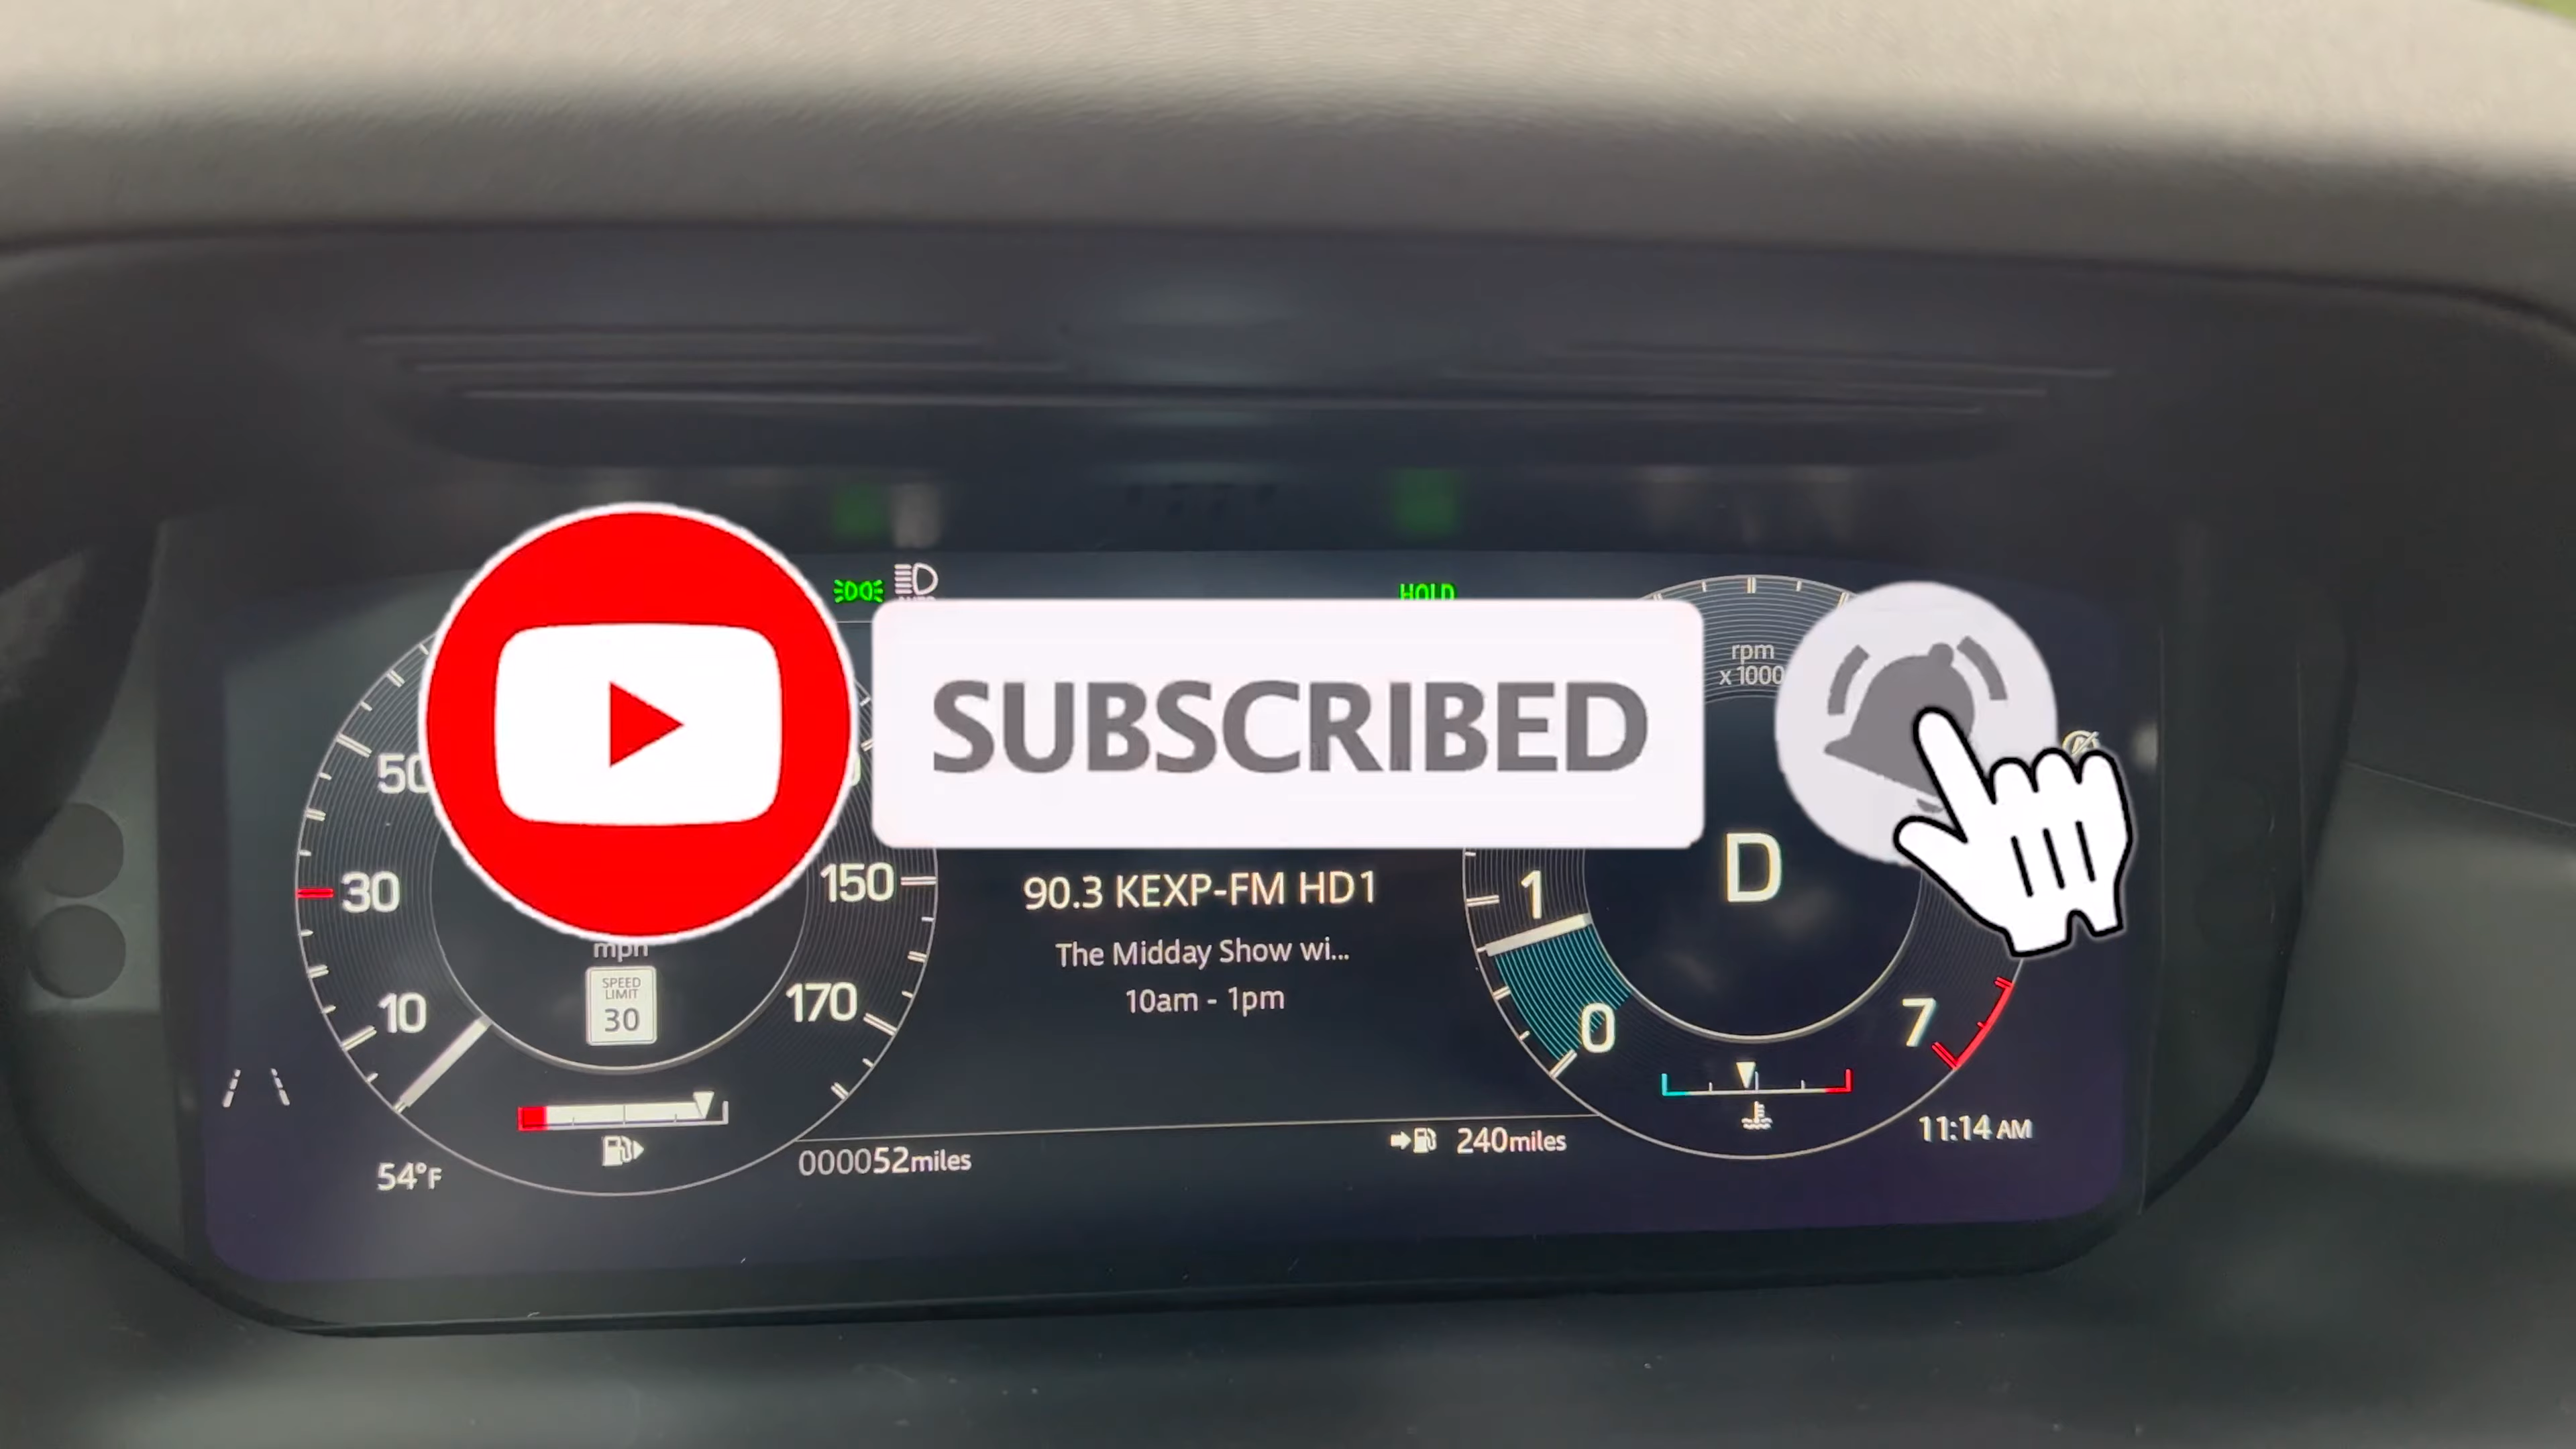 HOLD
SUBSCRIBED
rpm
x 1000
50
30
10
150
170
mph
SPEED
LIMIT
30
90.3 KEXP-FM HD1
The Midday Show wi...
10am - 1pm
1
0
D
7
54°F
000052miles
240miles
11:14 AM